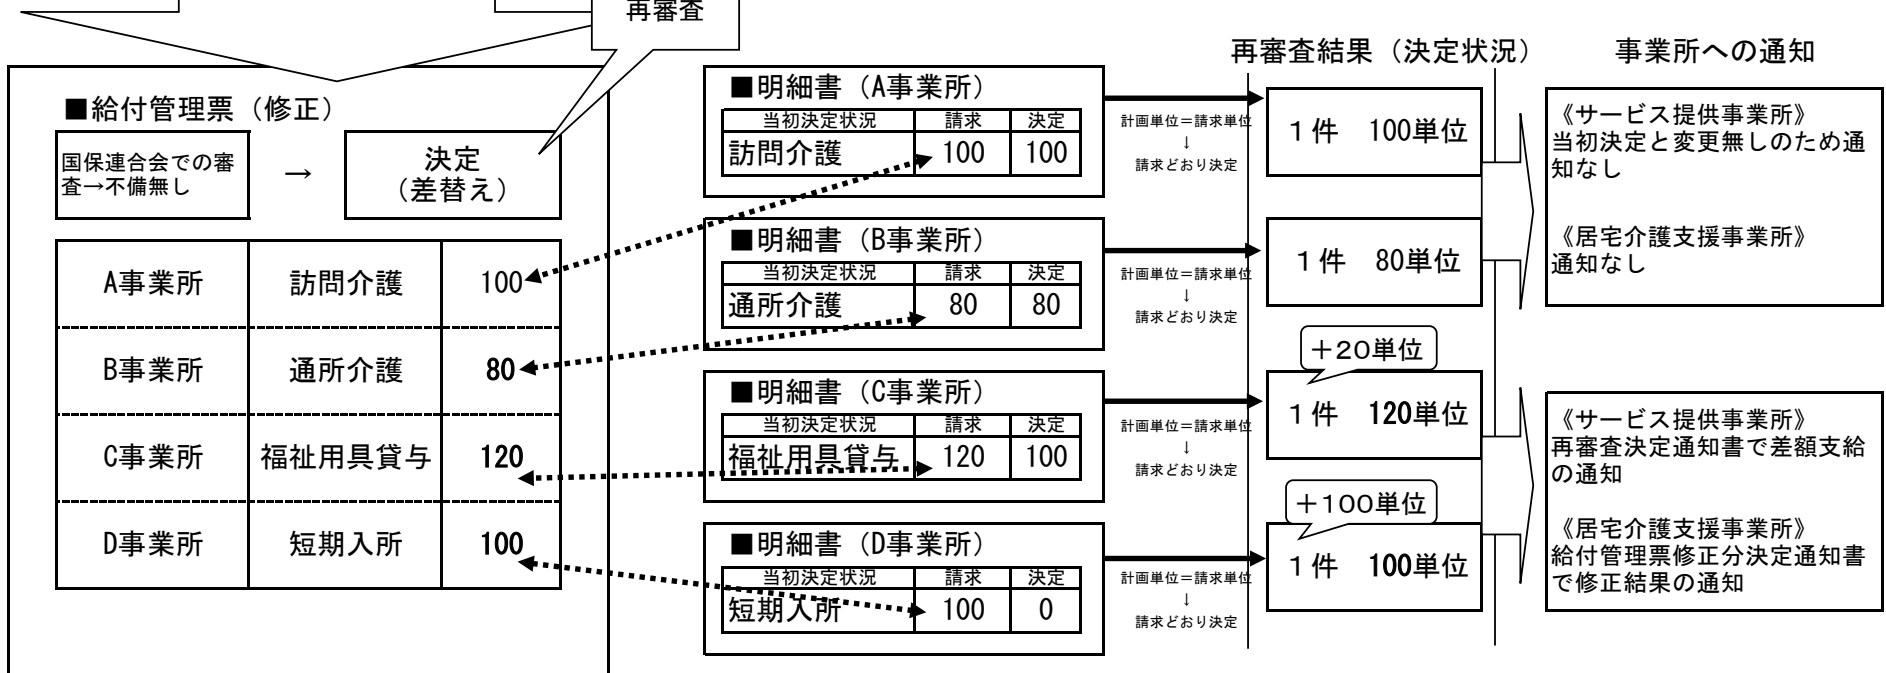 再審査
再審査結果（決定状況）
事業所への通知
■給付管理票（修正）
国保連合会での審
査→不備無し
→
決定
（差替え）
A事業所 訪問介護 100
B事業所 通所介護 80
C事業所 福祉用具貸与 120
D事業所 短期入所 100
■明細書（A事業所）
当初決定状況 請求 決定
訪問介護 100 100
計画単位＝請求単位
↓
請求どおり決定
１件 100単位
■明細書（B事業所）
当初決定状況 請求 決定
通所介護 80 80
計画単位＝請求単位
↓
請求どおり決定
１件 80単位
■明細書（C事業所）
当初決定状況 請求 決定
福祉用具貸与 120 100
計画単位＝請求単位
↓
請求どおり決定
＋20単位
１件 120単位
■明細書（D事業所）
当初決定状況 請求 決定
短期入所 100 0
計画単位＝請求単位
↓
請求どおり決定
＋100単位
１件 100単位
《サービス提供事業所》
当初決定と変更無しのため通
知なし
《居宅介護支援事業所》
通知なし
《サービス提供事業所》
再審査決定通知書で差額支給
の通知
《居宅介護支援事業所》
給付管理票修正分決定通知書
で修正結果の通知